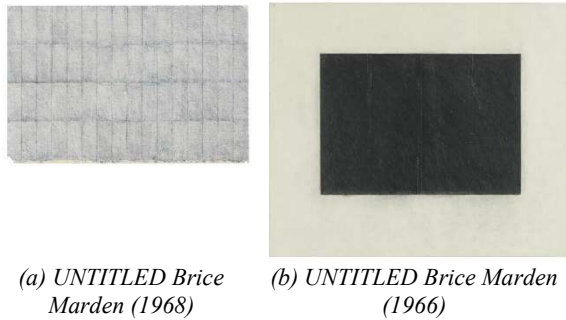 (a) UNTITLED Brice
Marden (1968)
(b) UNTITLED Brice Marden
(1966)